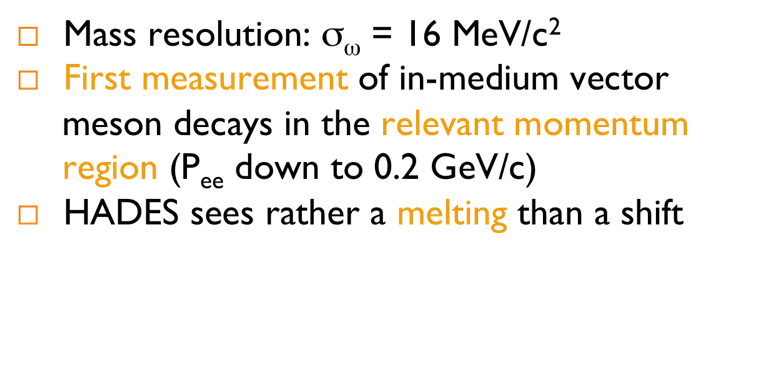 □ Mass resolution: σω = 16 MeV/c²
□ First measurement of in-medium vector
meson decays in the relevant momentum
region (Pee down to 0.2 GeV/c)
□ HADES sees rather a melting than a shift